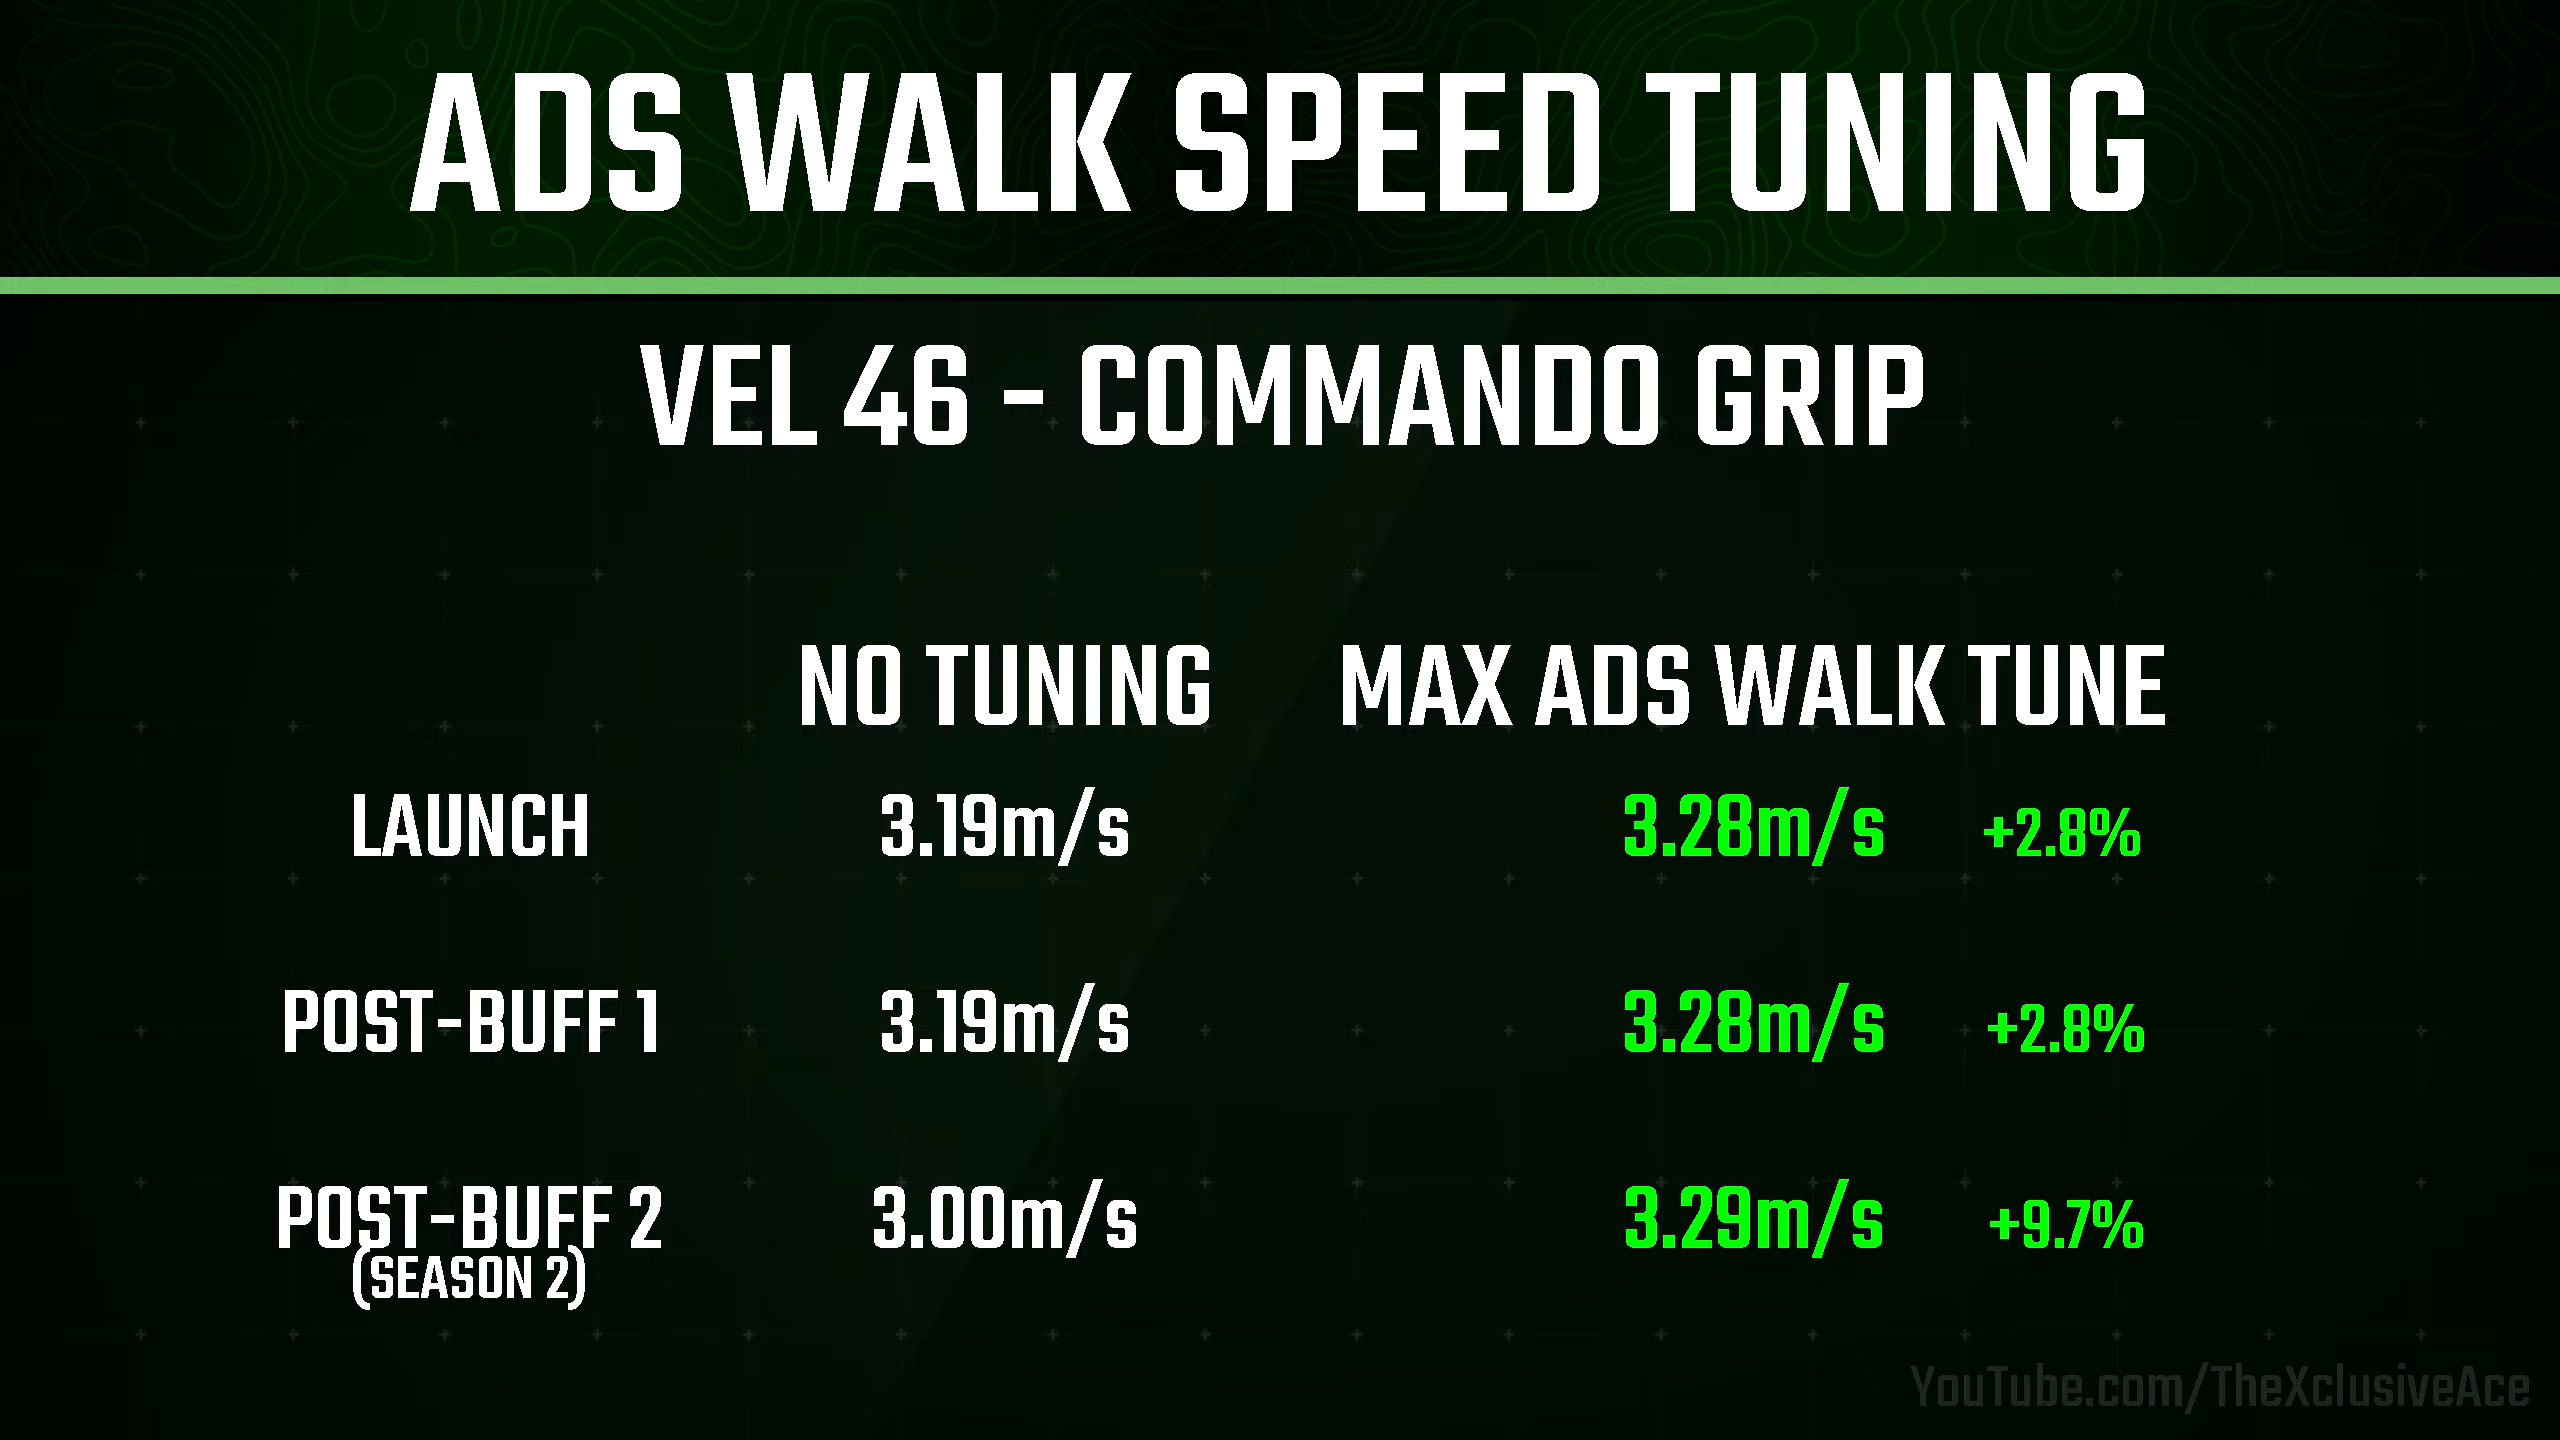 ADS WALK SPEED TUNING
VEL 46 - COMMANDO GRIP
NO TUNING MAX ADS WALK TUNE
LAUNCH 3.19m/s 3.28m/s +2.8%
POST-BUFF 1 3.19m/s 3.28m/s +2.8%
POST-BUFF 2 3.00m/s 3.29m/s +9.7%
(SEASON 2)
YouTube.com/TheXclusiveAce